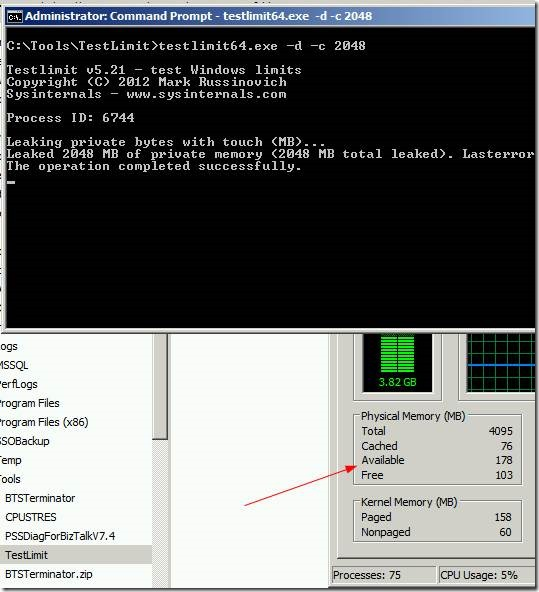 Administrator: Command Prompt - testlimit64.exe -d -c 2048
C:\Tools\TestLimit>testlimit64.exe -d -c 2048
Testlimit v5.21 - test Windows limits
Copyright (C) 2012 Mark Russinovich
Sysinternals - www.sysinternals.com
Process ID: 6744
Leaking private bytes with touch (MB)...
Leaked 2048 MB of private memory (2048 MB total leaked). Lasterror
The operation completed successfully.
ogs
MSSQL
PerfLogs
Program Files
Program Files (x86)
SSOBackup
Temp
Tools
BTSTerminator
CPUSTRES
PSSDiagForBizTalkV7.4
TestLimit
BTSTerminator.zip
3.82 GB
Physical Memory (MB)
Total 4095
Cached 76
Available 178
Free 103
Kernel Memory (MB)
Paged 158
Nonpaged 60
Processes: 75
CPU Usage: 5%